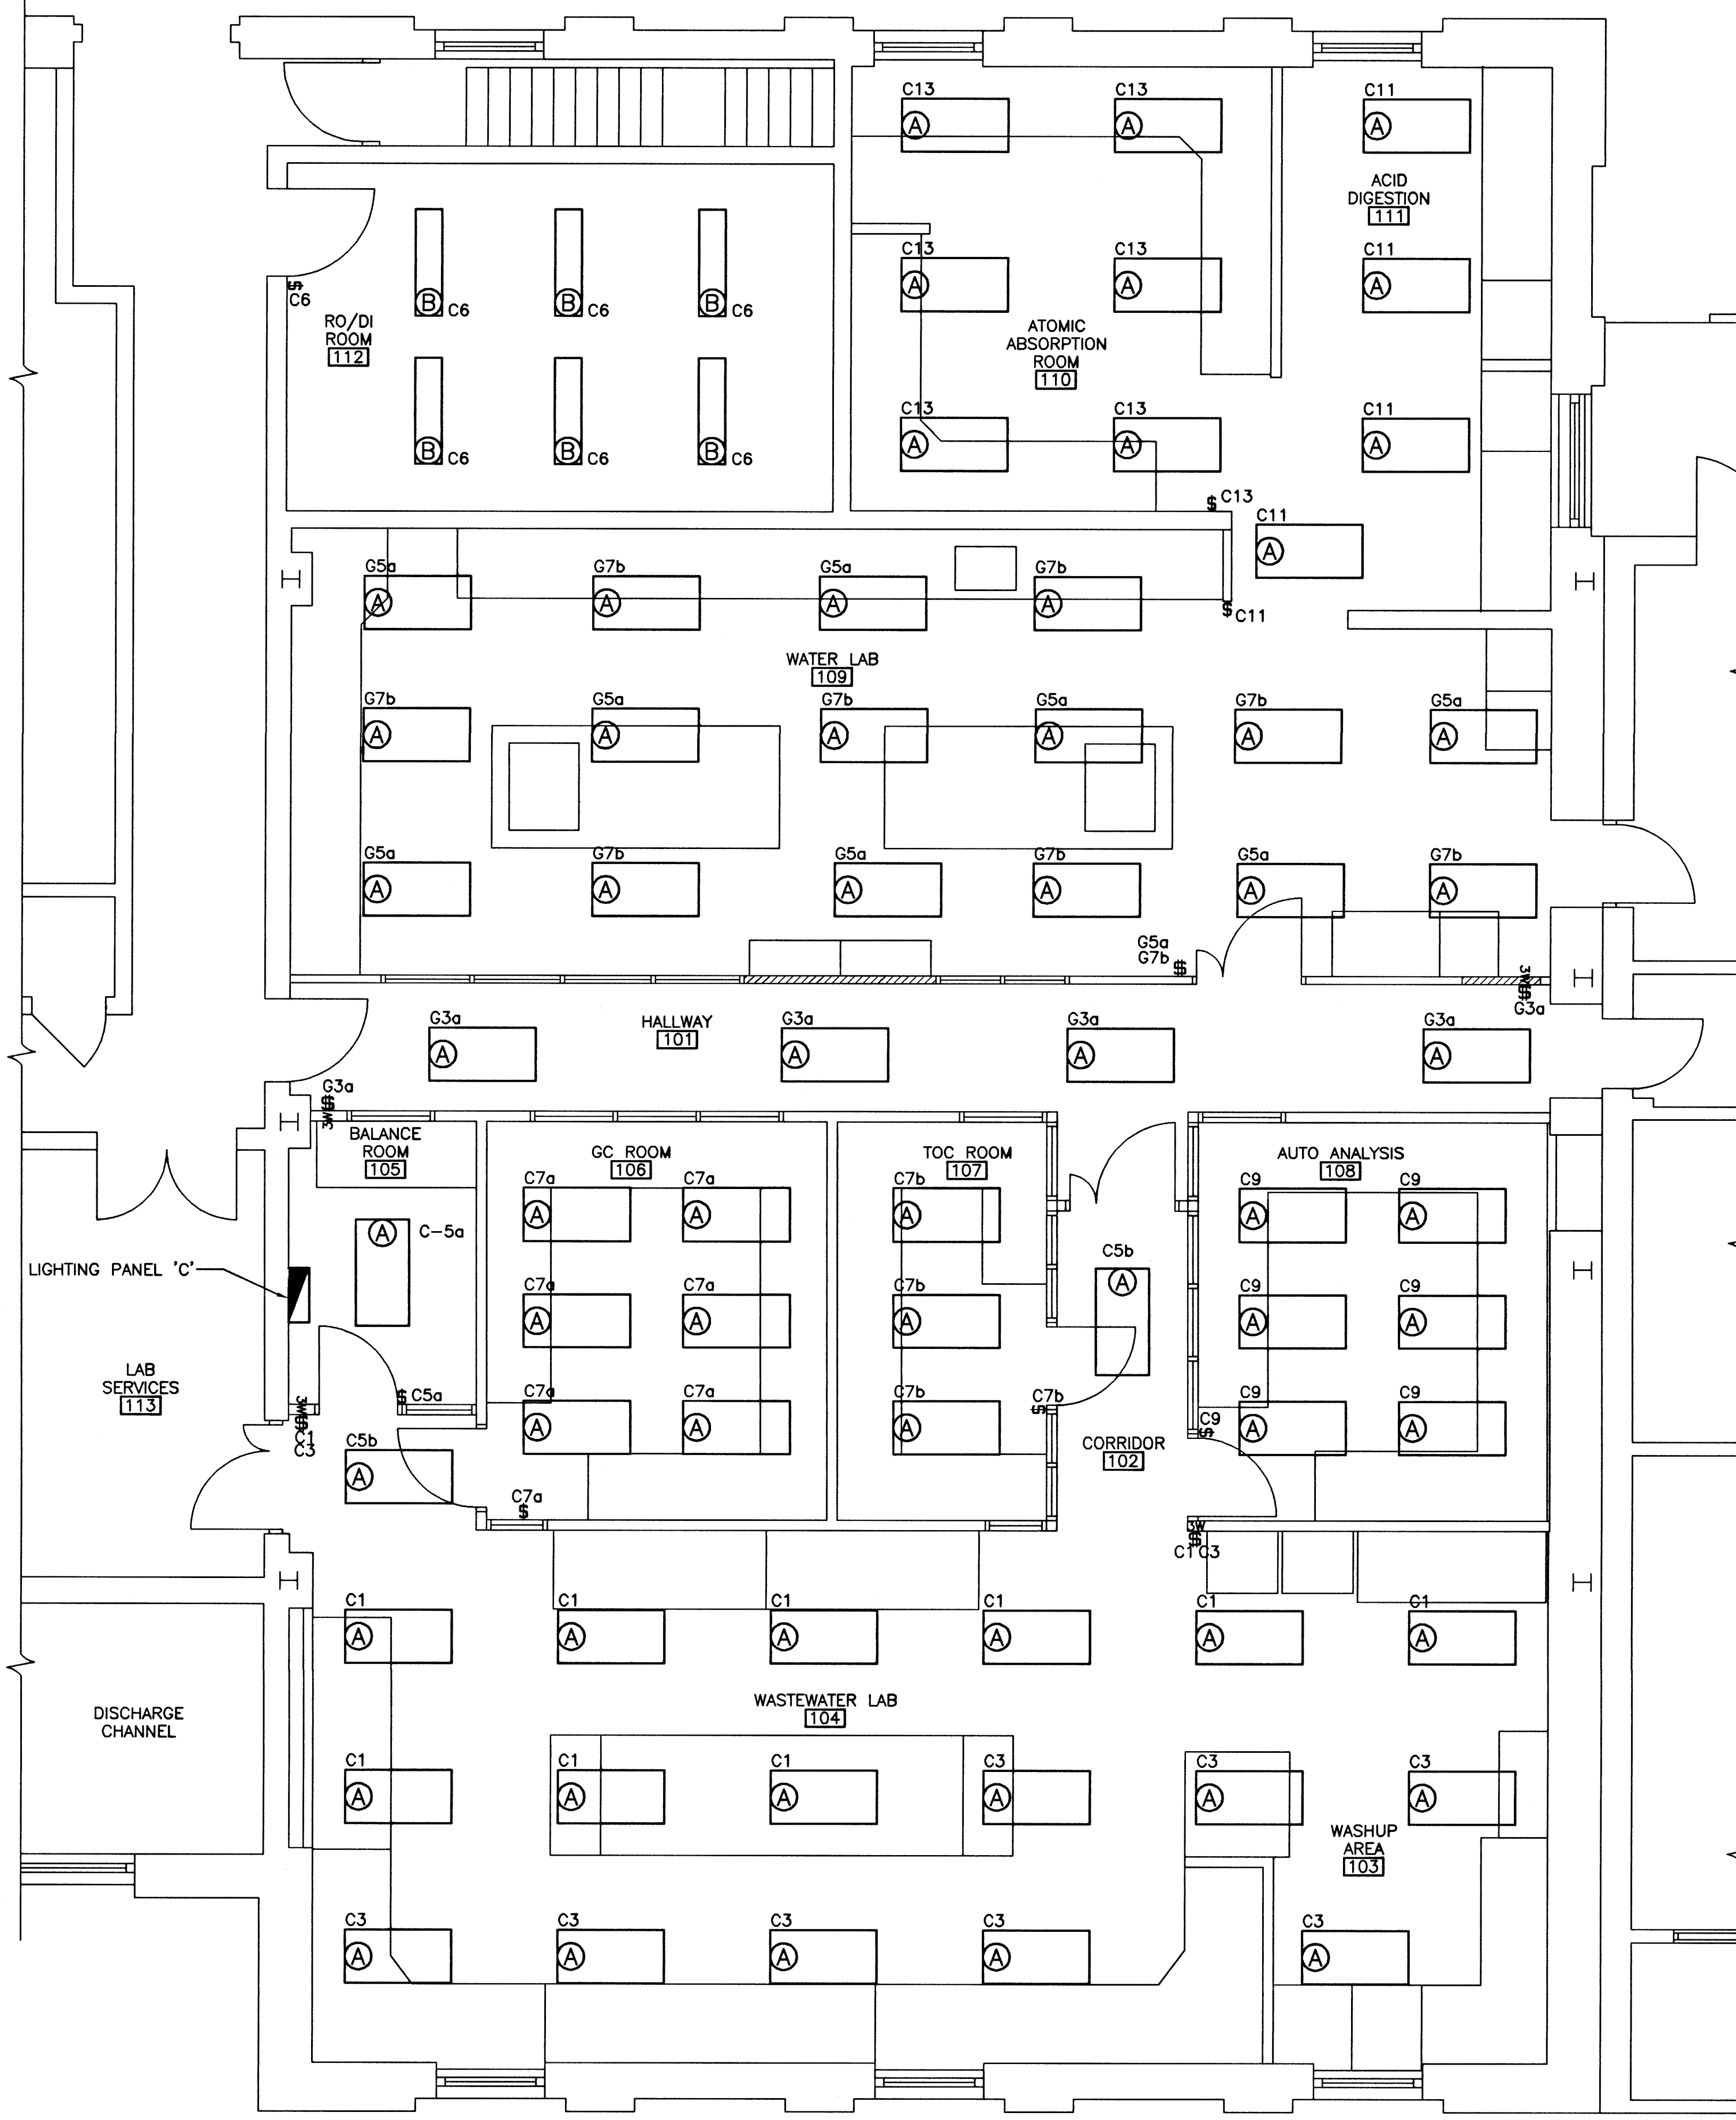 C13 C13 C11
A A A
ACID
DIGESTION
111
C13 C13 C11
A A A
B C6 B C6 B C6
$
C6
RO/DI
ROOM
112
ATOMIC
ABSORPTION
ROOM
110
C13 C13 C11
A A A
B C6 B C6 B C6
$ C13
C11
A
G5a G7b G5a G7b
A A A A
$
C11
WATER LAB
109
G7b G5a G7b G5a G7b G5a
A A A A A A
G5a G7b G5a G7b G5a G7b
A A A A A A
G5a
G7b
$$
3W
$
G3a
HALLWAY
101
G3a G3a G3a G3a
A A A A
G3a
$
3W
BALANCE
ROOM
105
GC ROOM
106
TOC ROOM
107
AUTO ANALYSIS
108
C7a C7a C7b C9 C9
A A A A A
A C-5a
C5b
A
LIGHTING PANEL 'C'
C7a C7a C7b C9 C9
A A A A A
LAB
SERVICES
113
$ C5a
C7a C7a C7b C9 C9
A A A A A
C7b
$
C9
$
3W
$$
C1
C3
C5b
A
CORRIDOR
102
C7a
$
3W
$$
C1 C3
C1 C1 C1 C1 C1 C1
A A A A A A
DISCHARGE
CHANNEL
WASTEWATER LAB
104
C1 C1 C1 C3 C3 C3
A A A A A A
WASHUP
AREA
103
C3 C3 C3 C3 C3
A A A A A